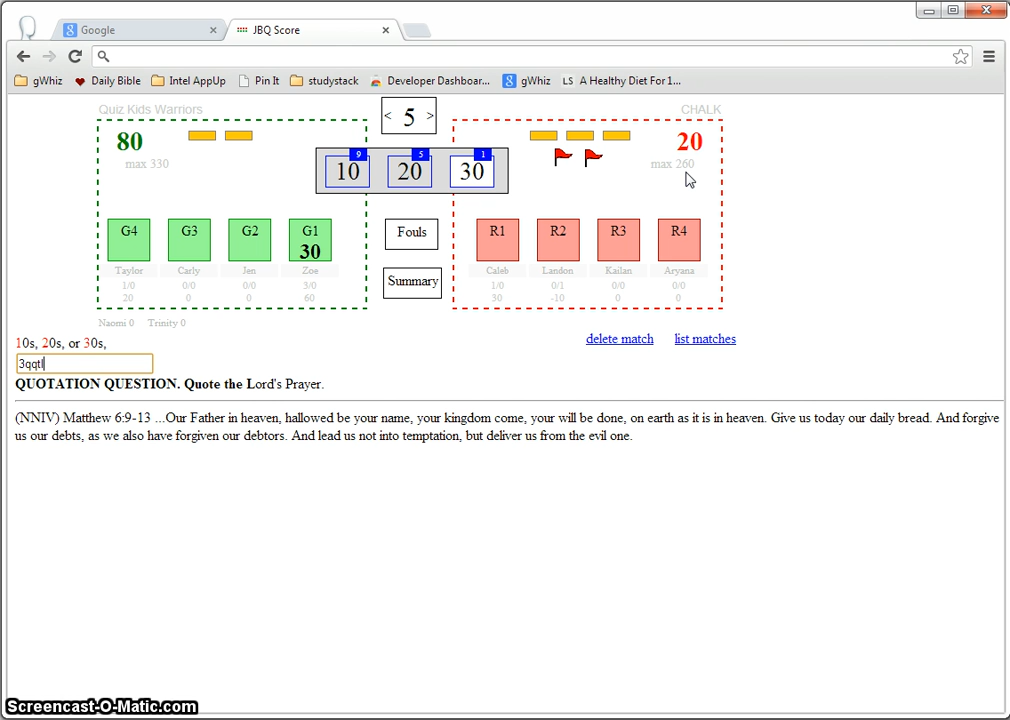 Google
JBQ Score
gWhiz Daily Bible Intel AppUp Pin It studystack Developer Dashboar... gWhiz LS A Healthy Diet For 1...
Quiz Kids Warriors
< 5 >
CHALK
80
max 330
20
max 260
9 5 1
10 20 30
G4 G3 G2 G1
30
Taylor Carly Jen Zoe
1/0 0/0 0/0 3/0
20 0 0 60
Fouls
Summary
R1 R2 R3 R4
Caleb Landon Kailan Aryana
1/0 0/1 0/0 0/0
30 -10 0 0
Naomi 0 Trinity 0
10s, 20s, or 30s,
delete match list matches
3qqtl
QUOTATION QUESTION. Quote the Lord's Prayer.
(NNIV) Matthew 6:9-13 ...Our Father in heaven, hallowed be your name, your kingdom come, your will be done, on earth as it is in heaven. Give us today our daily bread. And forgive
us our debts, as we also have forgiven our debtors. And lead us not into temptation, but deliver us from the evil one.
Screencast-O-Matic.com